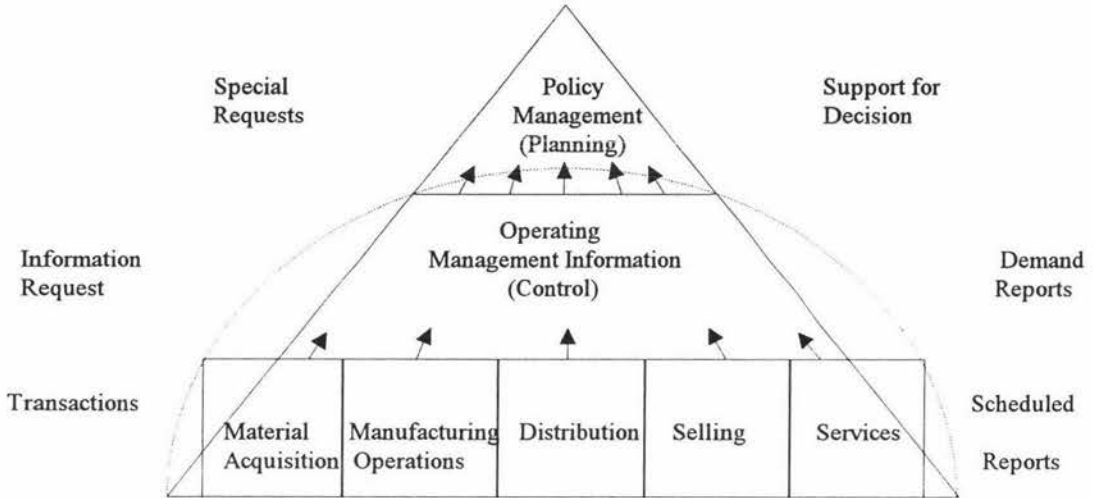 Special
Requests
Policy
Management
(Planning)
Support for
Decision
Information
Request
Operating
Management Information
(Control)
Demand
Reports
Transactions
Material
Acquisition
Manufacturing
Operations
Distribution
Selling
Services
Scheduled
Reports